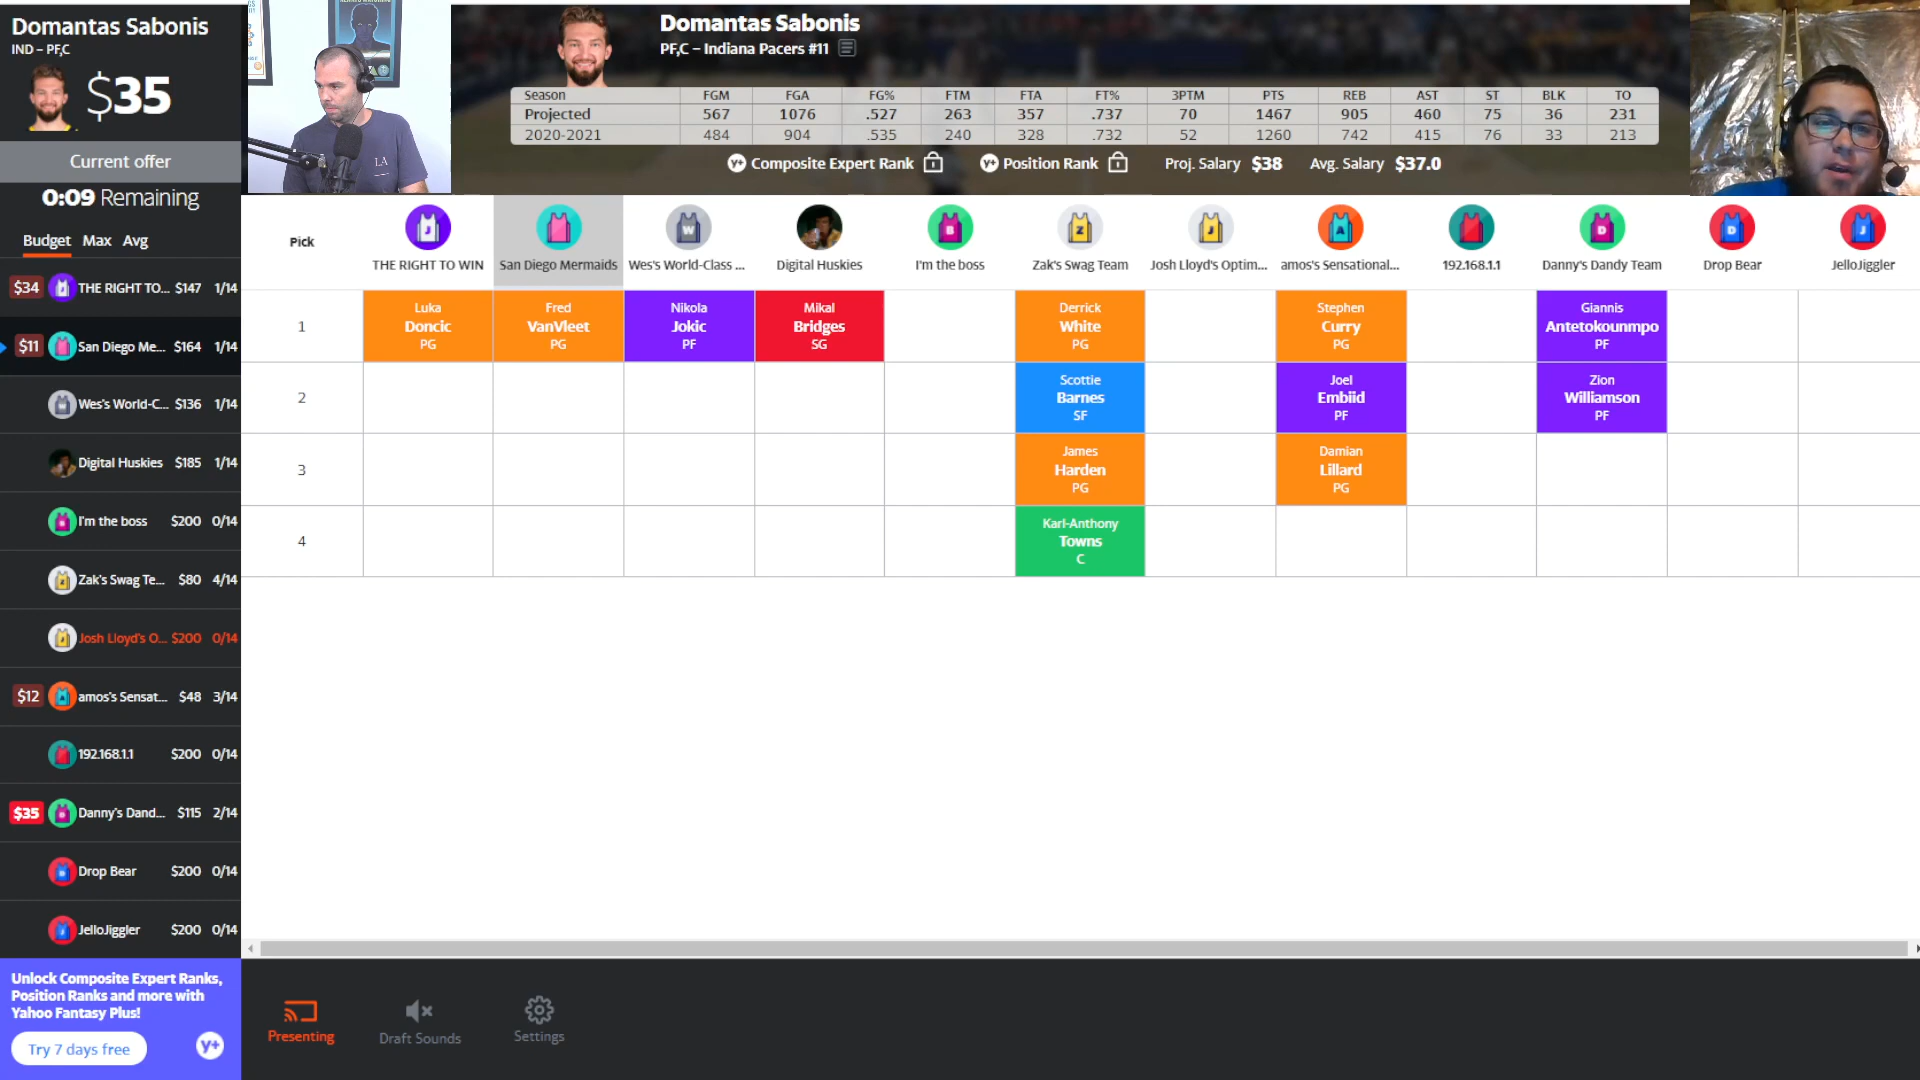 Domantas Sabonis
IND – PF,C
$35
Current offer
0:09 Remaining
Budget Max Avg
$34 THE RIGHT TO... $147 1/14
$11 San Diego Me... $164 1/14
Wes's World-C... $136 1/14
Digital Huskies $185 1/14
I'm the boss $200 0/14
Zak's Swag Te... $80 4/14
Josh Lloyd's O... $200 0/14
$12 amos's Sensat... $48 3/14
192.168.1.1 $200 0/14
$35 Danny's Dand... $115 2/14
Drop Bear $200 0/14
JelloJiggler $200 0/14
Unlock Composite Expert Ranks,
Position Ranks and more with
Yahoo Fantasy Plus!
Try 7 days free
y+
LA
Domantas Sabonis
PF,C – Indiana Pacers #11
Season FGM FGA FG% FTM FTA FT% 3PTM PTS REB AST ST BLK TO
Projected 567 1076 .527 263 357 .737 70 1467 905 460 75 36 231
2020-2021 484 904 .535 240 328 .732 52 1260 742 415 76 33 213
Y+ Composite Expert Rank Y+ Position Rank Proj. Salary $38 Avg. Salary $37.0
J W B Z J A D D J
Pick THE RIGHT TO WIN San Diego Mermaids Wes's World-Class ... Digital Huskies I'm the boss Zak's Swag Team Josh Lloyd's Optim... amos's Sensational... 192.168.1.1 Danny's Dandy Team Drop Bear JelloJiggler
1
Luka Fred Nikola Mikal Derrick Stephen Giannis
Doncic VanVleet Jokic Bridges White Curry Antetokounmpo
PG PG PF SG PG PG PF
2
Scottie Joel Zion
Barnes Embiid Williamson
SF PF PF
3
James Damian
Harden Lillard
PG PG
4
Karl-Anthony
Towns
C
Presenting Draft Sounds Settings